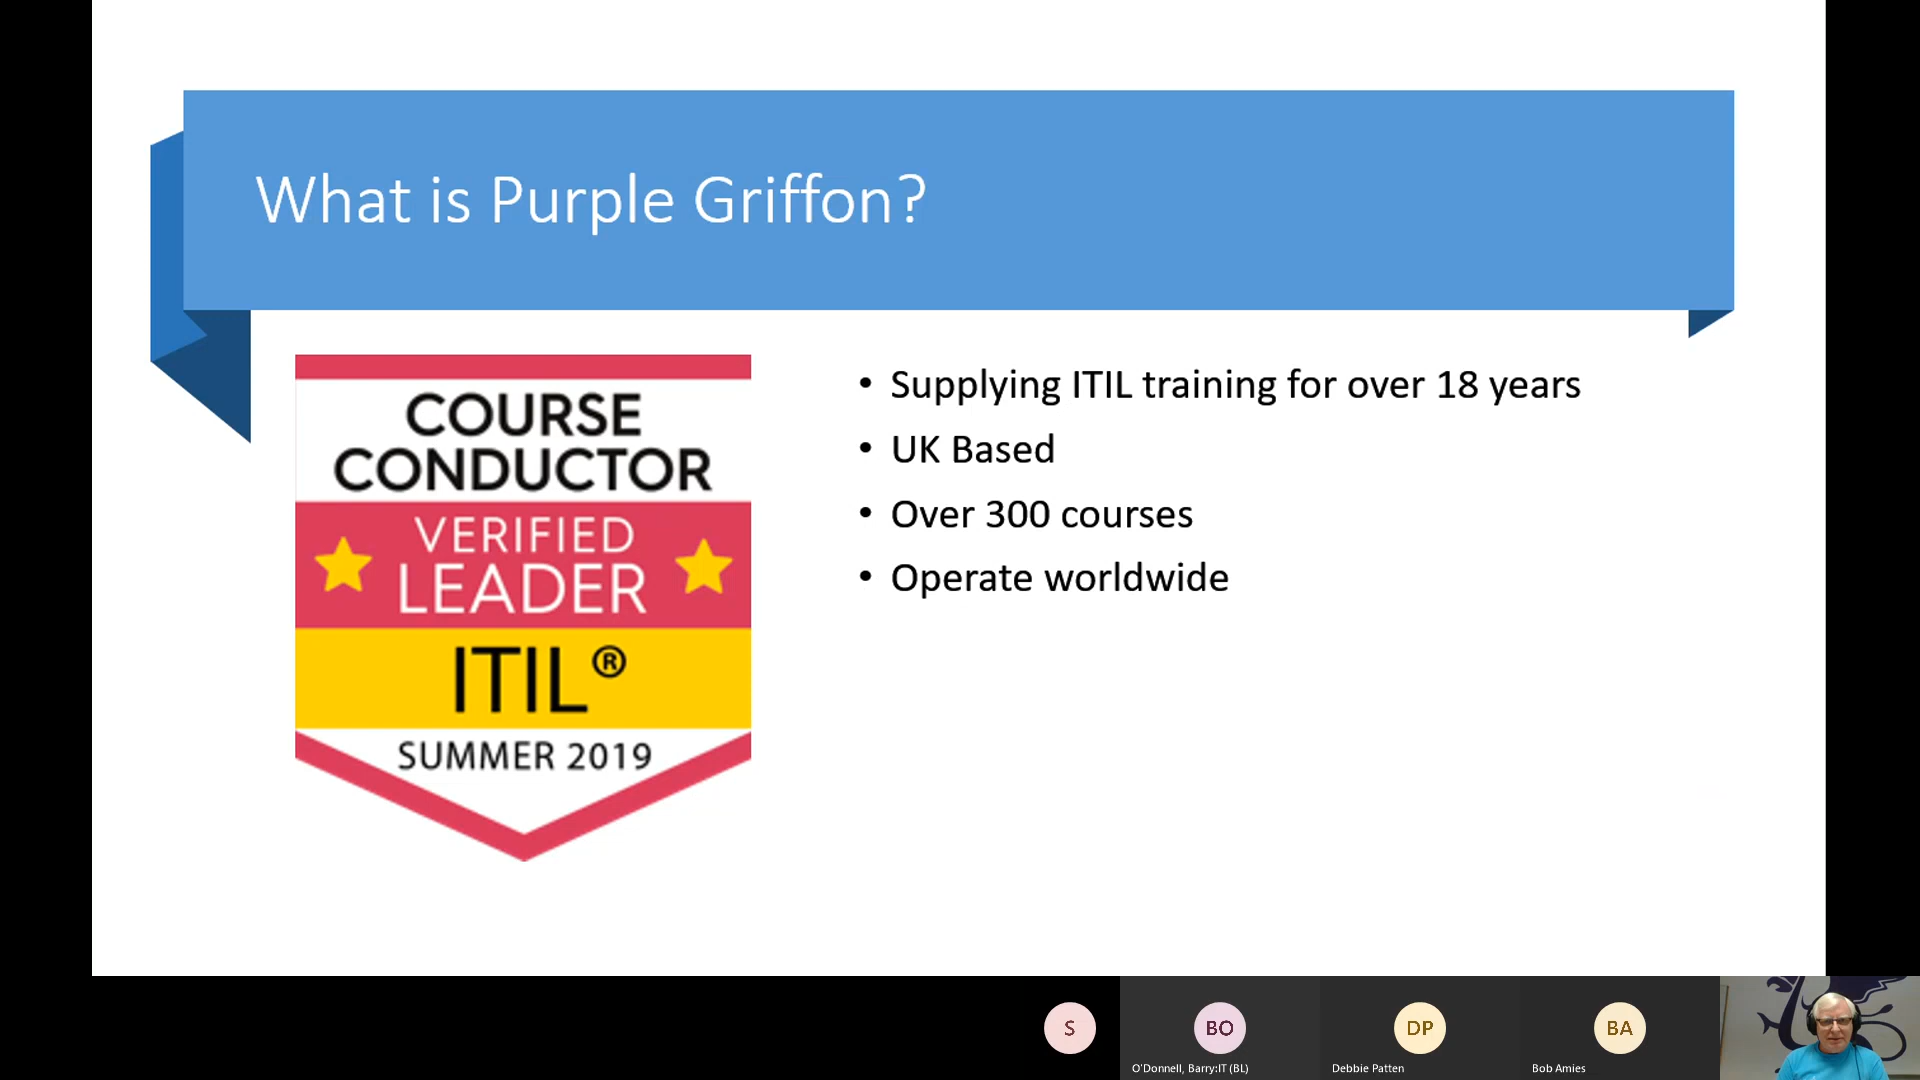 What is Purple Griffon?
COURSE
CONDUCTOR
VERIFIED
LEADER
ITIL®
SUMMER 2019
• Supplying ITIL training for over 18 years
• UK Based
• Over 300 courses
• Operate worldwide
S
BO
DP
BA
O'Donnell, Barry:IT (BL)
Debbie Patten
Bob Amies